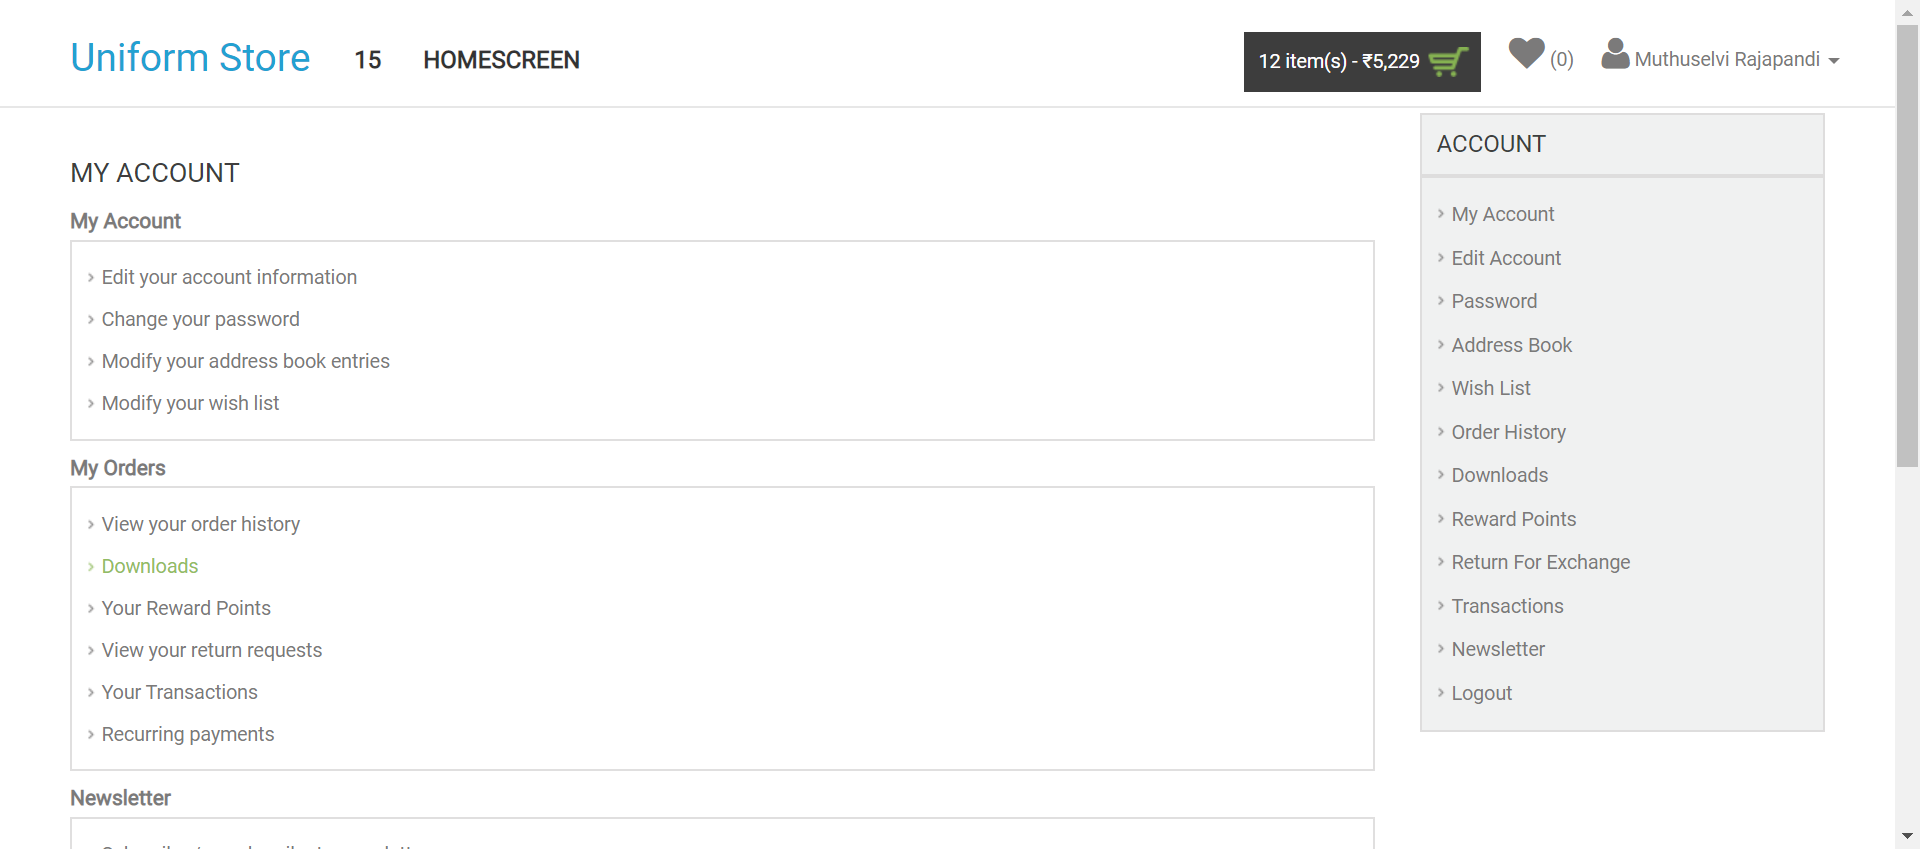 Uniform Store 15 HOMESCREEN 12 item(s) - ₹5,229 (0) Muthuselvi Rajapandi
MY ACCOUNT
My Account
Edit your account information
Change your password
Modify your address book entries
Modify your wish list
My Orders
View your order history
Downloads
Your Reward Points
View your return requests
Your Transactions
Recurring payments
Newsletter
ACCOUNT
My Account
Edit Account
Password
Address Book
Wish List
Order History
Downloads
Reward Points
Return For Exchange
Transactions
Newsletter
Logout